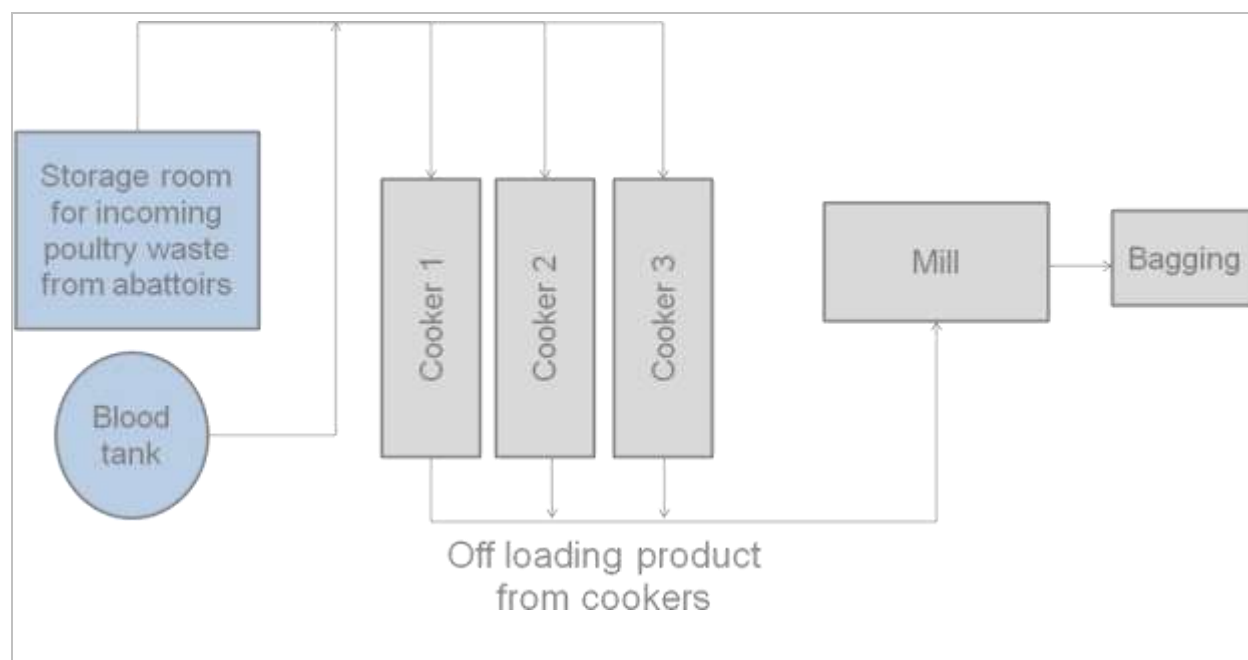 Storage room
for incoming
poultry waste
from abattoirs
Blood
tank
Cooker 1
Cooker 2
Cooker 3
Mill
Bagging
Off loading product
from cookers